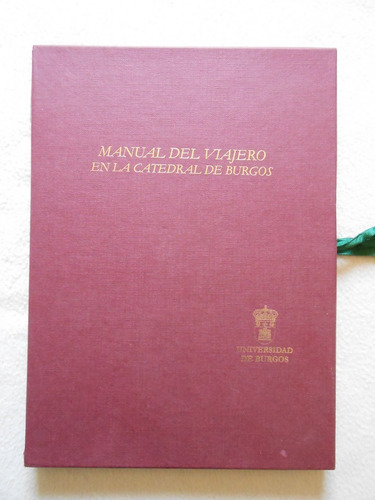 MANUAL DEL VIAJERO
EN LA CATEDRAL DE BURGOS
UNIVERSIDAD
DE BURGOS